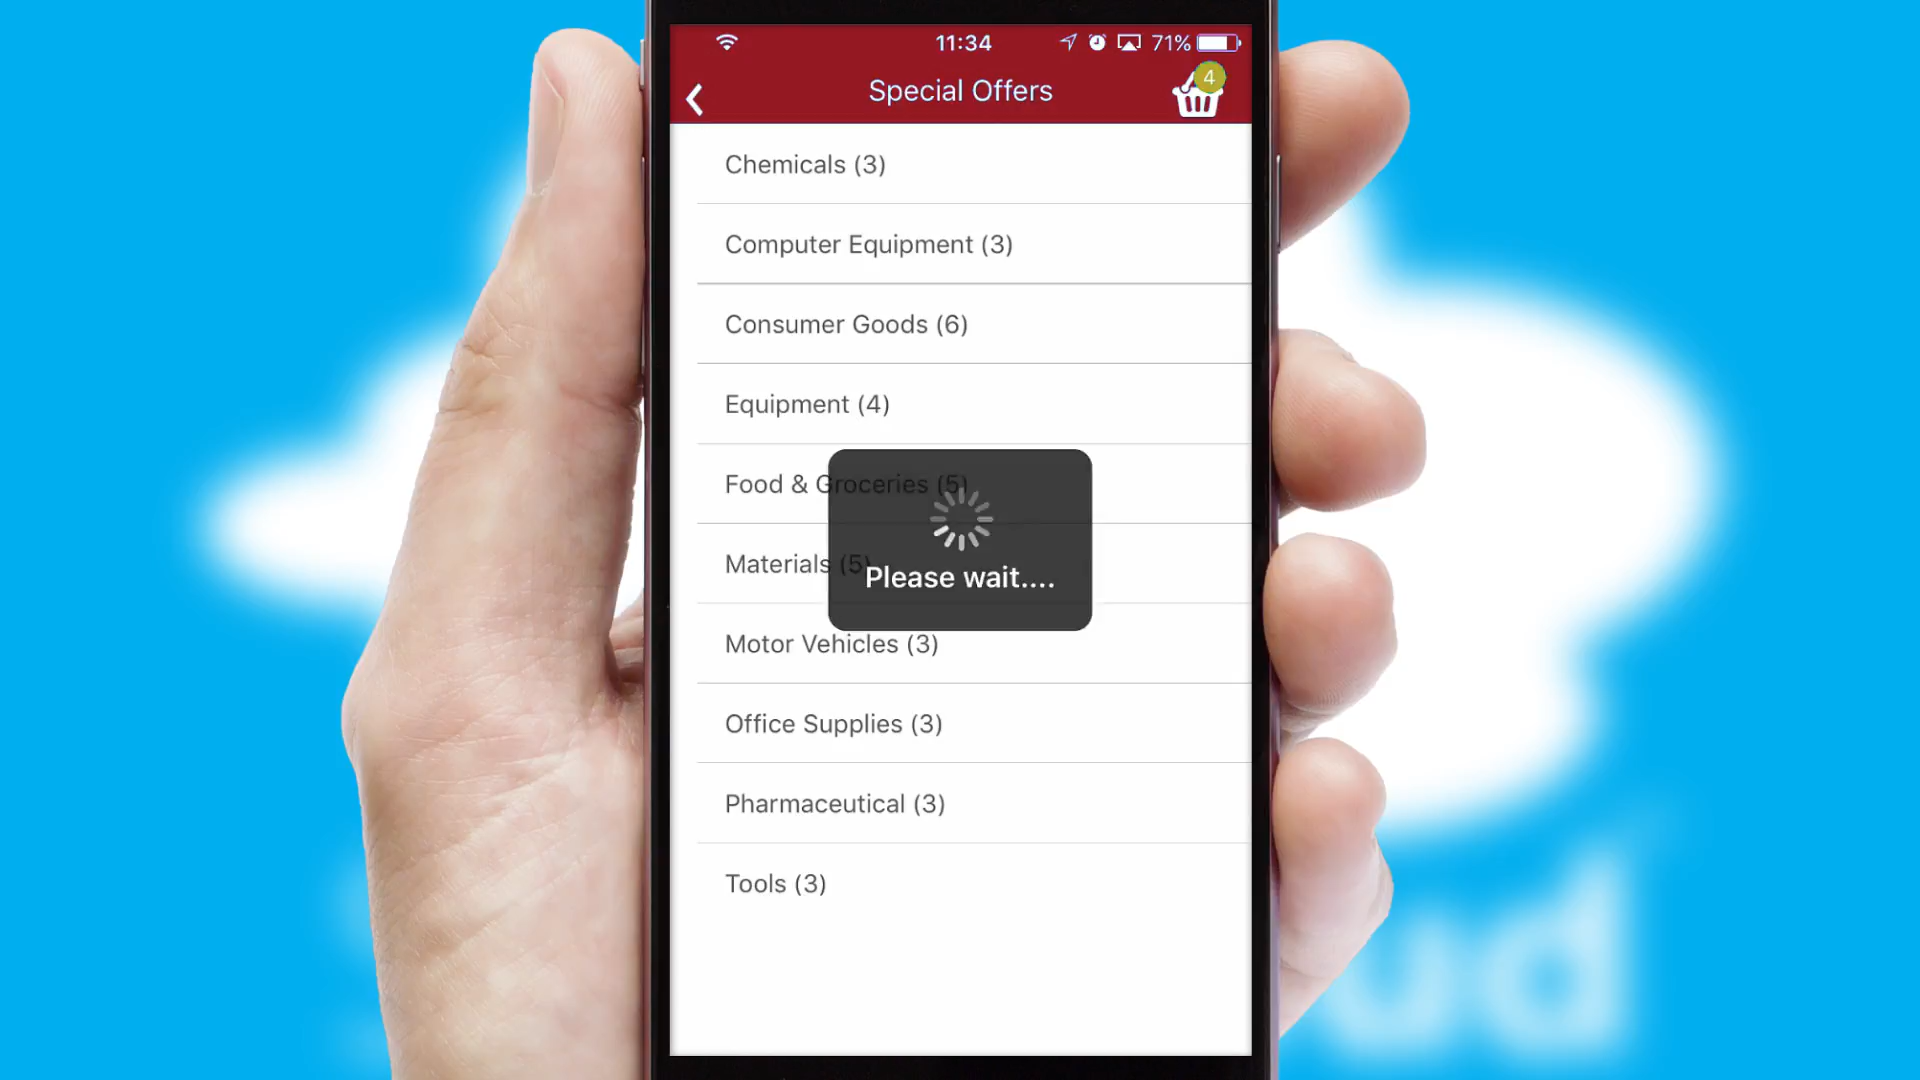 11:34 71%
Special Offers 4
Chemicals (3)
Computer Equipment (3)
Consumer Goods (6)
Equipment (4)
Food & Groceries (5)
Materials (5)
Please wait....
Motor Vehicles (3)
Office Supplies (3)
Pharmaceutical (3)
Tools (3)